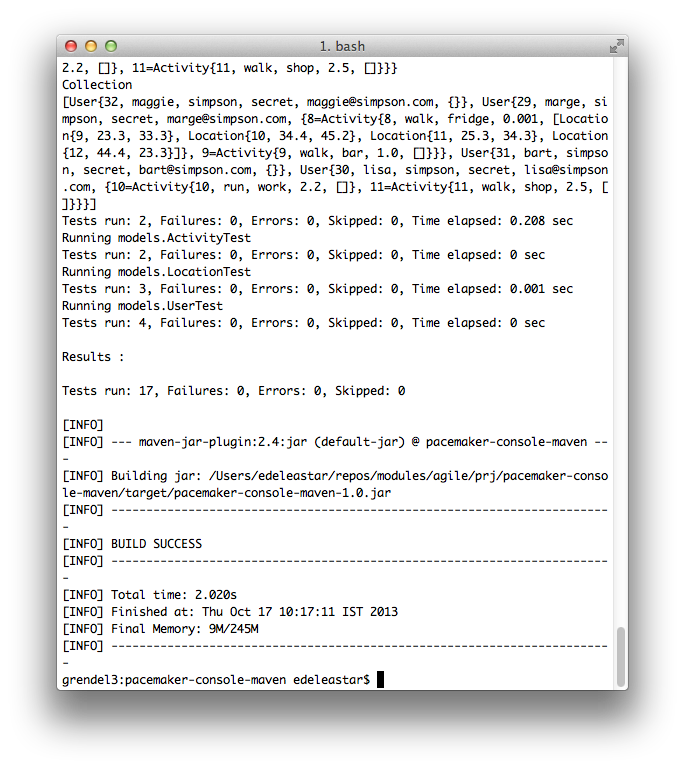 1. bash
2.2, []}, 11=Activity{11, walk, shop, 2.5, []}}}
Collection
[User{32, maggie, simpson, secret, maggie@simpson.com, {}}, User{29, marge, si
mpson, secret, marge@simpson.com, {8=Activity{8, walk, fridge, 0.001, [Locatio
n{9, 23.3, 33.3}, Location{10, 34.4, 45.2}, Location{11, 25.3, 34.3}, Location
{12, 44.4, 23.3}]}, 9=Activity{9, walk, bar, 1.0, []}}}, User{31, bart, simpso
n, secret, bart@simpson.com, {}}, User{30, lisa, simpson, secret, lisa@simpson
.com, {10=Activity{10, run, work, 2.2, []}, 11=Activity{11, walk, shop, 2.5, [
]}}}]
Tests run: 2, Failures: 0, Errors: 0, Skipped: 0, Time elapsed: 0.208 sec
Running models.ActivityTest
Tests run: 2, Failures: 0, Errors: 0, Skipped: 0, Time elapsed: 0 sec
Running models.LocationTest
Tests run: 3, Failures: 0, Errors: 0, Skipped: 0, Time elapsed: 0.001 sec
Running models.UserTest
Tests run: 4, Failures: 0, Errors: 0, Skipped: 0, Time elapsed: 0 sec
Results :
Tests run: 17, Failures: 0, Errors: 0, Skipped: 0
[INFO]
[INFO] --- maven-jar-plugin:2.4:jar (default-jar) @ pacemaker-console-maven --
-
[INFO] Building jar: /Users/edeleastar/repos/modules/agile/prj/pacemaker-conso
le-maven/target/pacemaker-console-maven-1.0.jar
[INFO] -----------------------------------------------------------------------
-
[INFO] BUILD SUCCESS
[INFO] -----------------------------------------------------------------------
-
[INFO] Total time: 2.020s
[INFO] Finished at: Thu Oct 17 10:17:11 IST 2013
[INFO] Final Memory: 9M/245M
[INFO] -----------------------------------------------------------------------
-
grendel3:pacemaker-console-maven edeleastar$